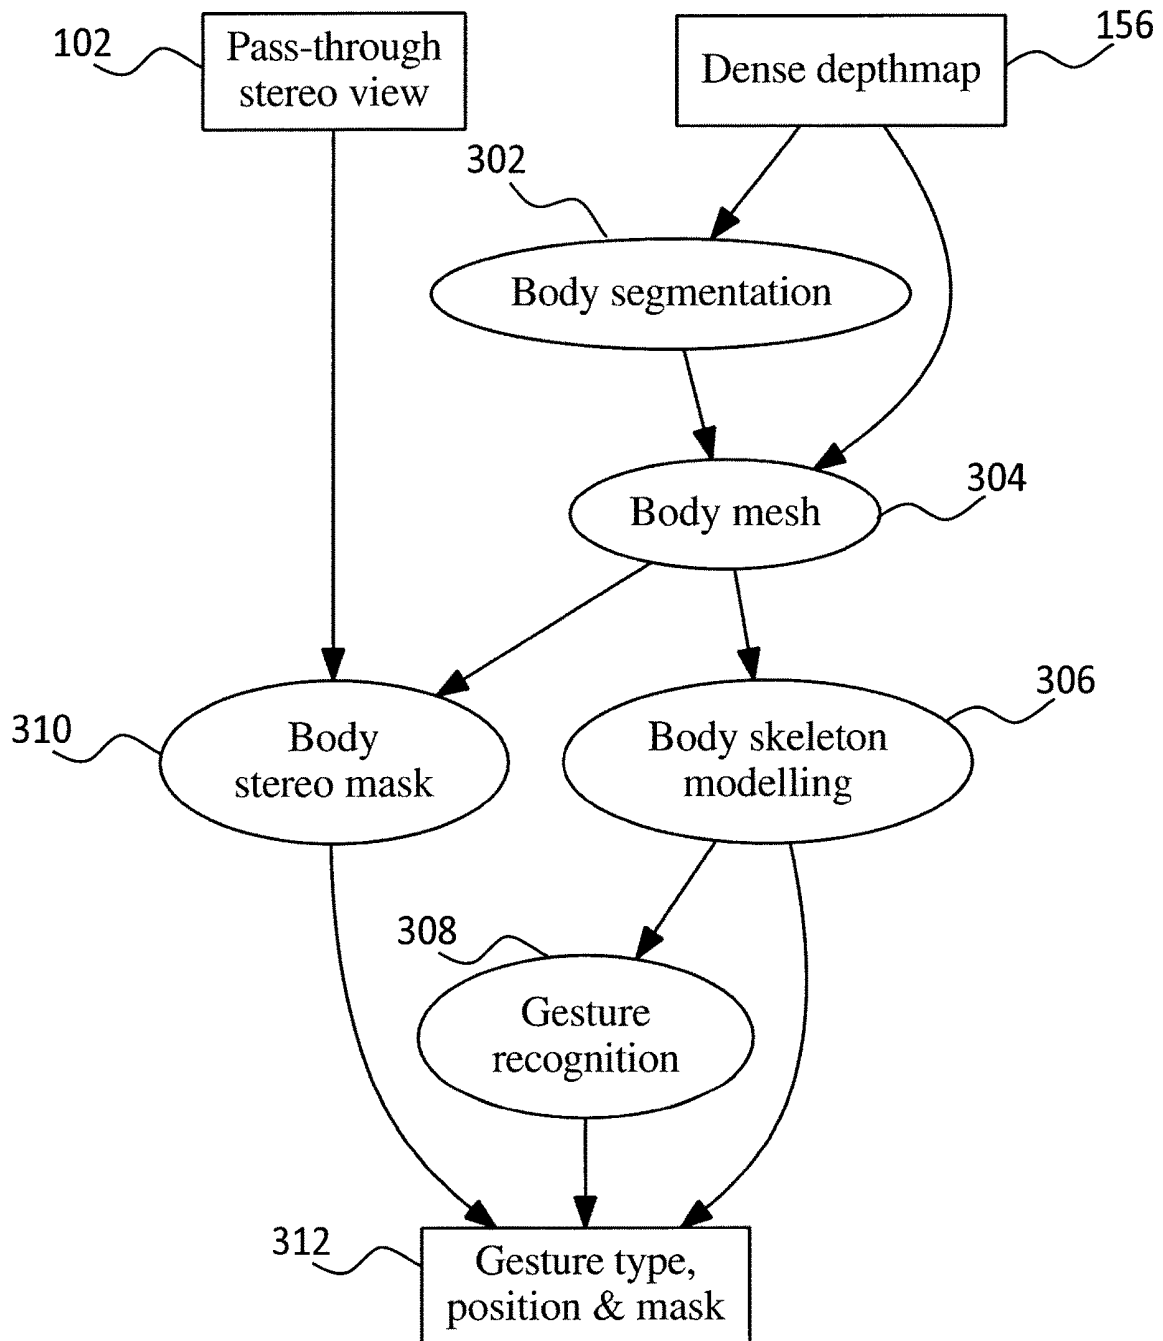 102
Pass-through
stereo view
Dense depthmap
156
302
Body segmentation
Body mesh
304
310
Body
stereo mask
Body skeleton
modelling
306
308
Gesture
recognition
312
Gesture type,
position & mask